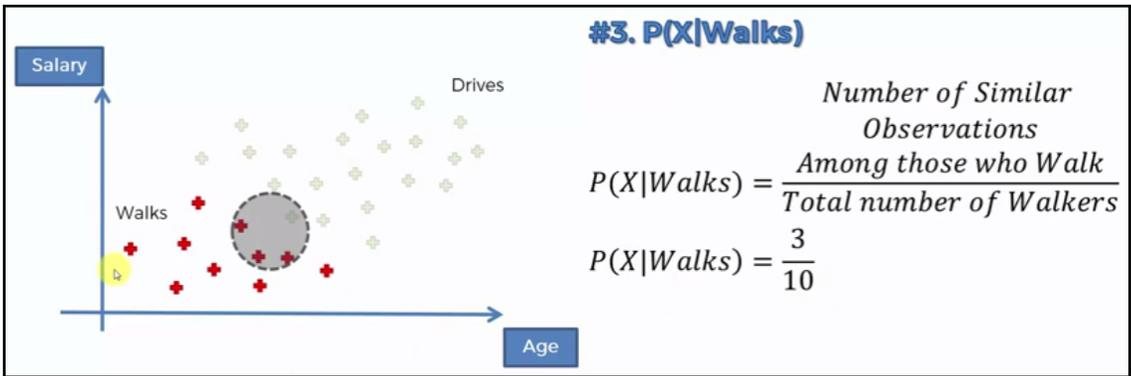 #3. P(X|Walks)
Salary
Drives
Walks
Age
Number of Similar
Observations
Among those who Walk
P(X|Walks) = 
Total number of Walkers
3
P(X|Walks) = 
10